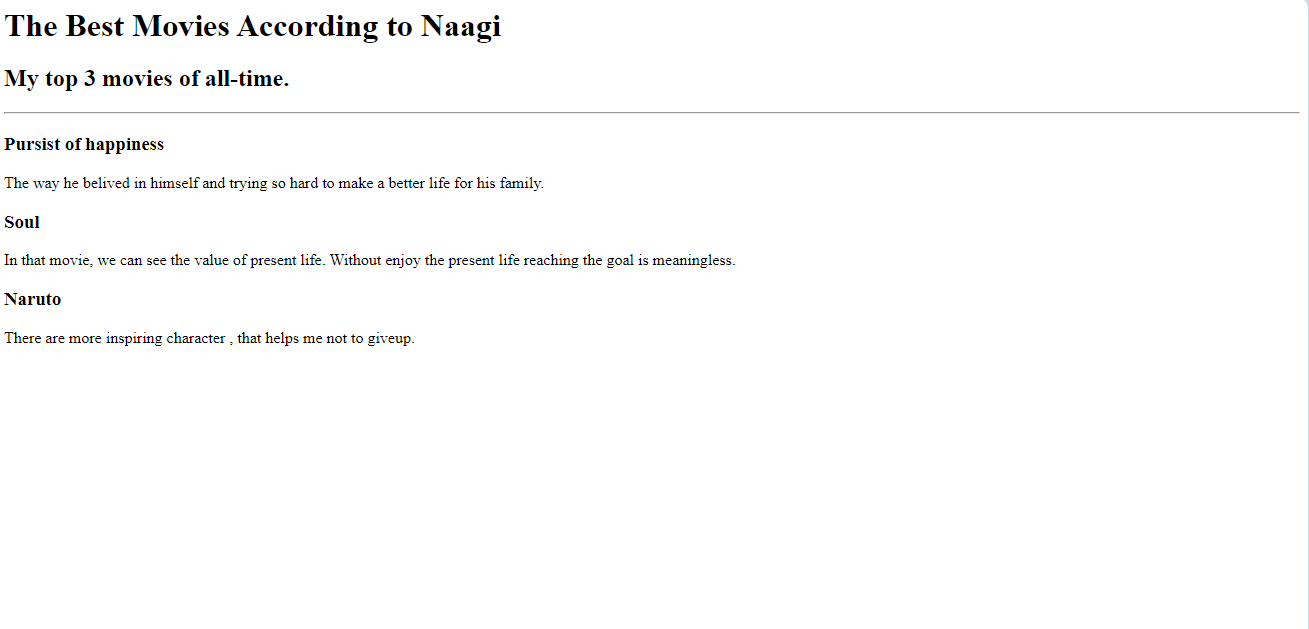 The Best Movies According to Naagi
My top 3 movies of all-time.
Pursist of happiness
The way he belived in himself and trying so hard to make a better life for his family.
Soul
In that movie, we can see the value of present life. Without enjoy the present life reaching the goal is meaningless.
Naruto
There are more inspiring character , that helps me not to giveup.